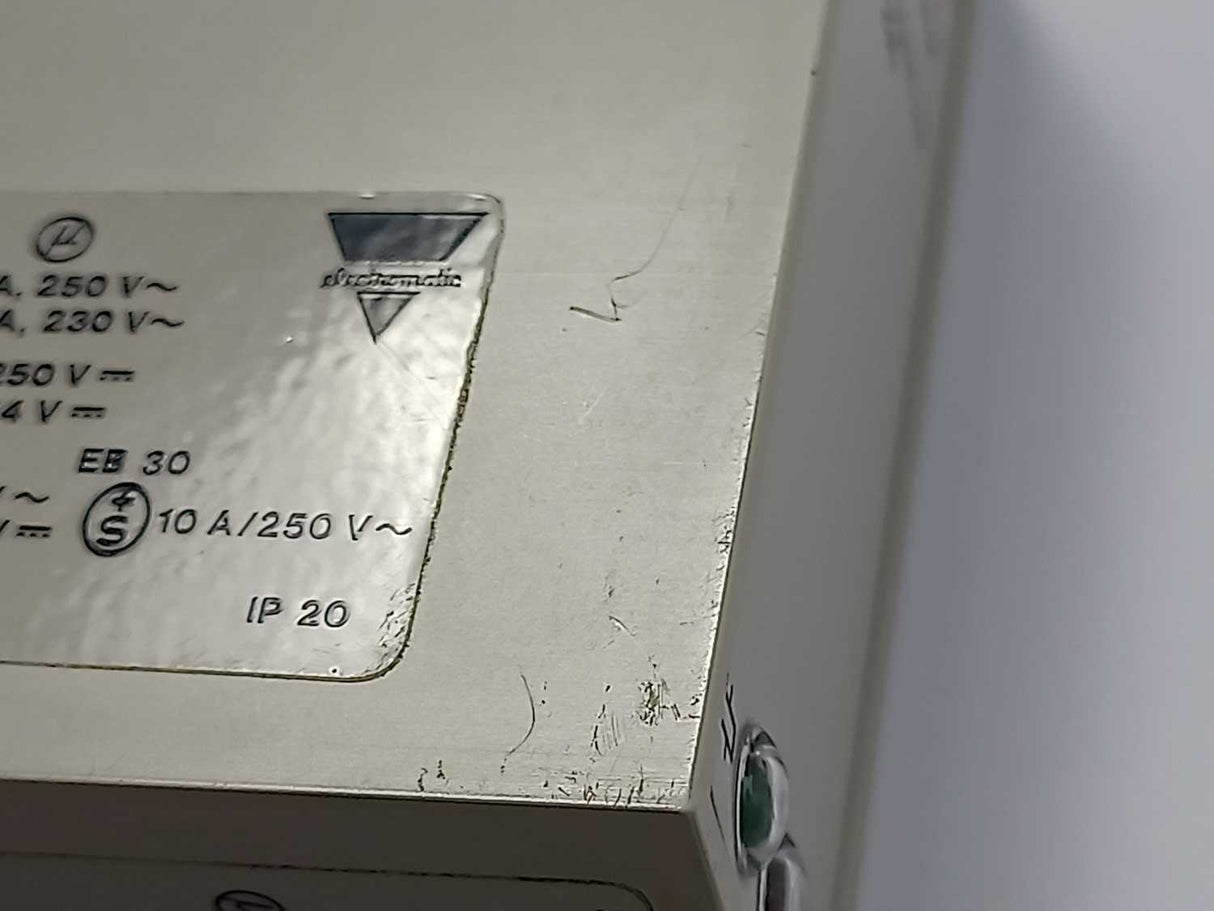 µ
A. 250 V~
electromatic
A, 230 V~
250 V⎓
4 V⎓
EB 30
V~
V⎓ S 10 A/250 V~
IP 20